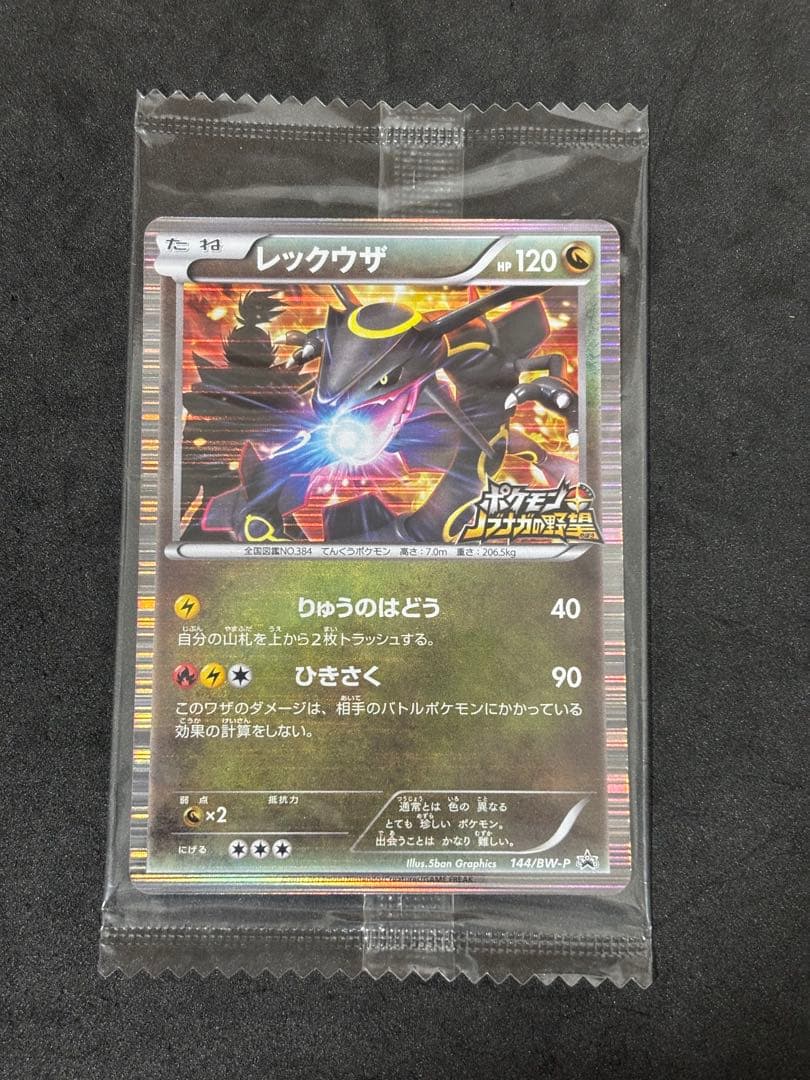 たね
レックウザ
HP 120
ポケモン+
ノブナガの野望
全国図鑑NO.384 てんくうポケモン 高さ:7.0m 重さ:206.5kg
りゅうのはどう 40
自分の山札を上から2枚トラッシュする。
ひきさく 90
このワザのダメージは、相手のバトルポケモンにかかっている
効果の計算をしない。
弱点 抵抗力
×2
にげる
通常とは 色の 異なる
とても 珍しい ポケモン。
出会うことは かなり 難しい。
Illus.5ban Graphics 144/BW-P